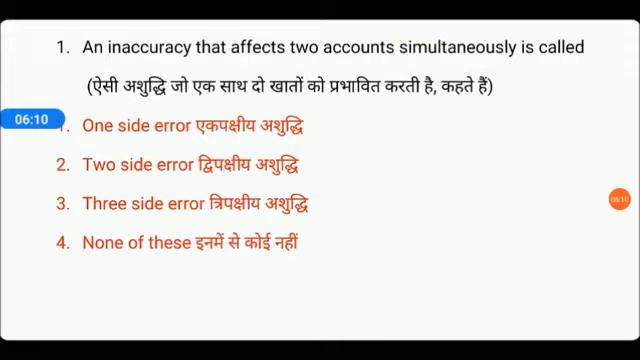 1. An inaccuracy that affects two accounts simultaneously is called
(ऐसी अशुद्धि जो एक साथ दो खातों को प्रभावित करती है, कहते हैं)
06:10
1. One side error एकपक्षीय अशुद्धि
2. Two side error द्विपक्षीय अशुद्धि
3. Three side error त्रिपक्षीय अशुद्धि
06:10
4. None of these इनमें से कोई नहीं